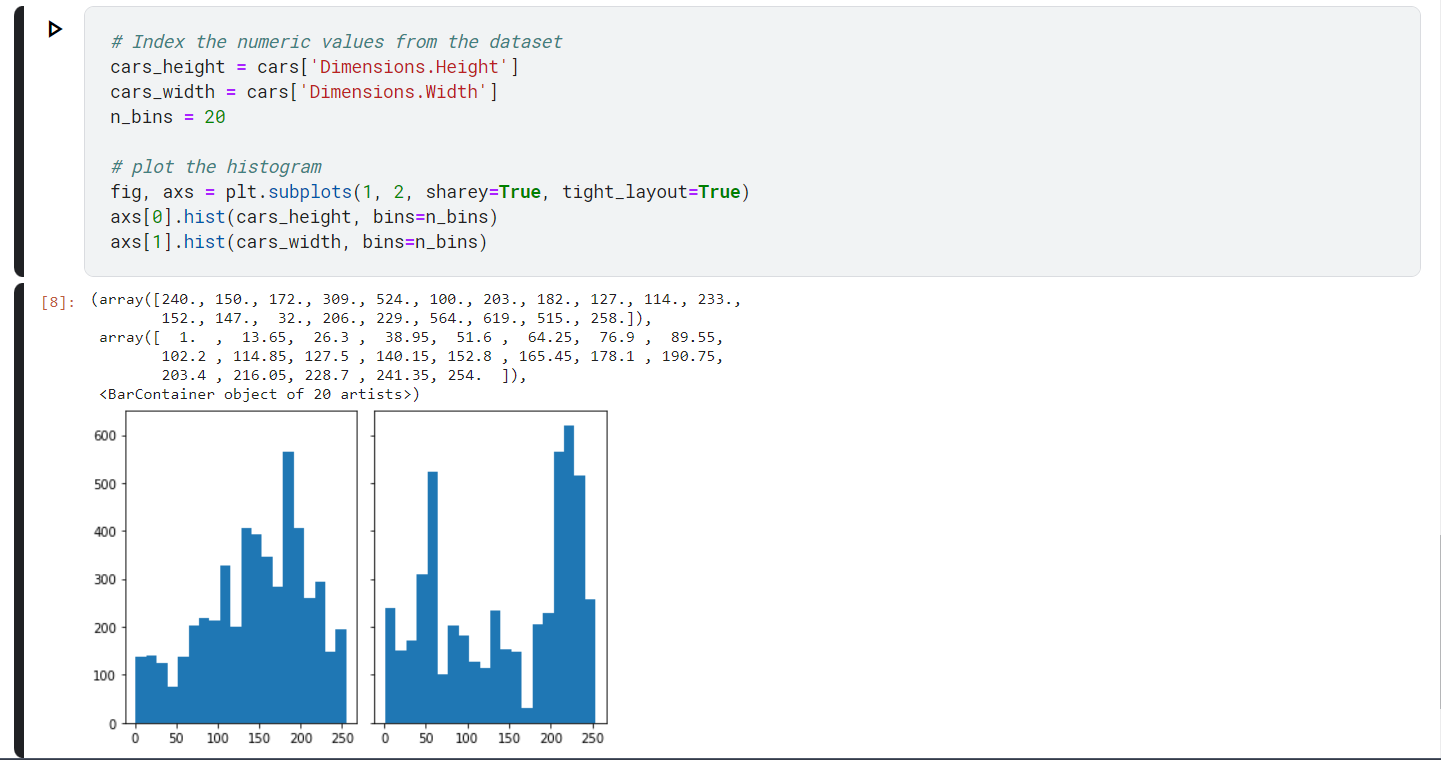 # Index the numeric values from the dataset
cars_height = cars['Dimensions.Height']
cars_width = cars['Dimensions.Width']
n_bins = 20
# plot the histogram
fig, axs = plt.subplots(1, 2, sharey=True, tight_layout=True)
axs[0].hist(cars_height, bins=n_bins)
axs[1].hist(cars_width, bins=n_bins)
[8]: (array([240., 150., 172., 309., 524., 100., 203., 182., 127., 114., 233.,
152., 147.,  32., 206., 229., 564., 619., 515., 258.]),
array([  1.  ,  13.65,  26.3 ,  38.95,  51.6 ,  64.25,  76.9 ,  89.55,
102.2 , 114.85, 127.5 , 140.15, 152.8 , 165.45, 178.1 , 190.75,
203.4 , 216.05, 228.7 , 241.35, 254.  ]),
<BarContainer object of 20 artists>)
600
500
400
300
200
100
0
0 50 100 150 200 250
0 50 100 150 200 250